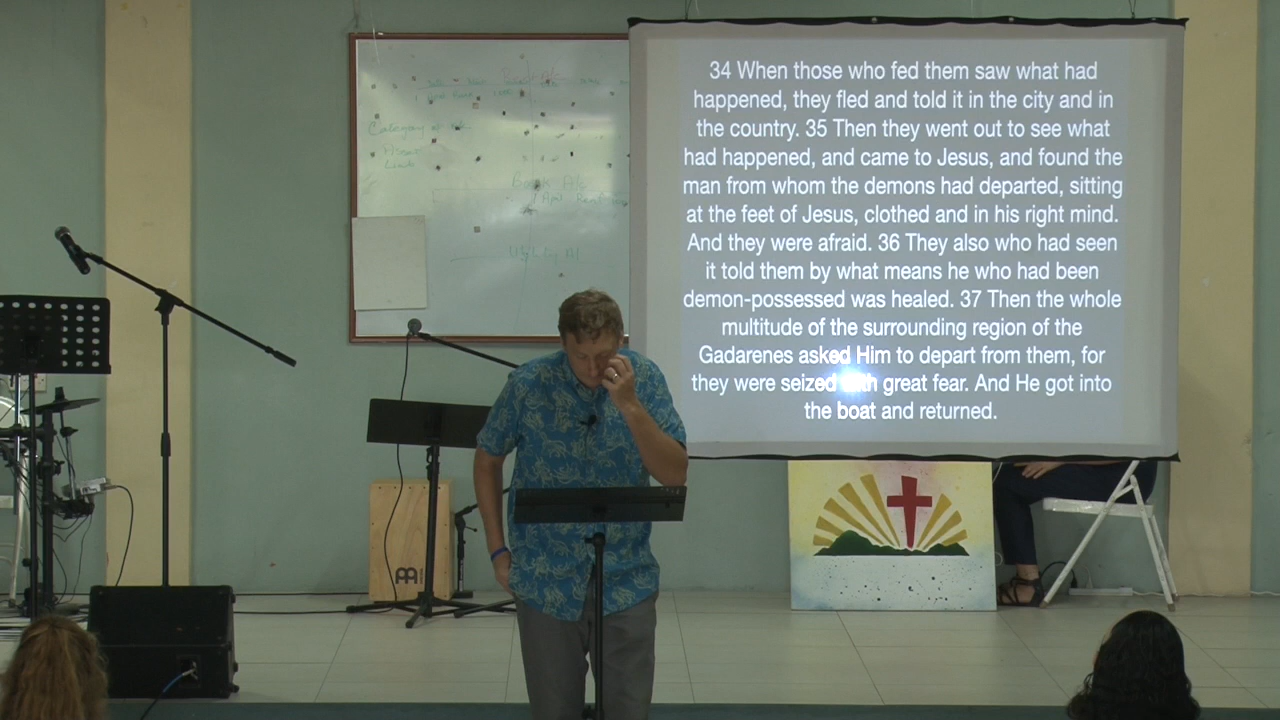 34 When those who fed them saw what had
happened, they fled and told it in the city and in
the country. 35 Then they went out to see what
had happened, and came to Jesus, and found the
man from whom the demons had departed, sitting
at the feet of Jesus, clothed and in his right mind.
And they were afraid. 36 They also who had seen
it told them by what means he who had been
demon-possessed was healed. 37 Then the whole
multitude of the surrounding region of the
Gadarenes asked Him to depart from them, for
they were seized with great fear. And He got into
the boat and returned.
Category of